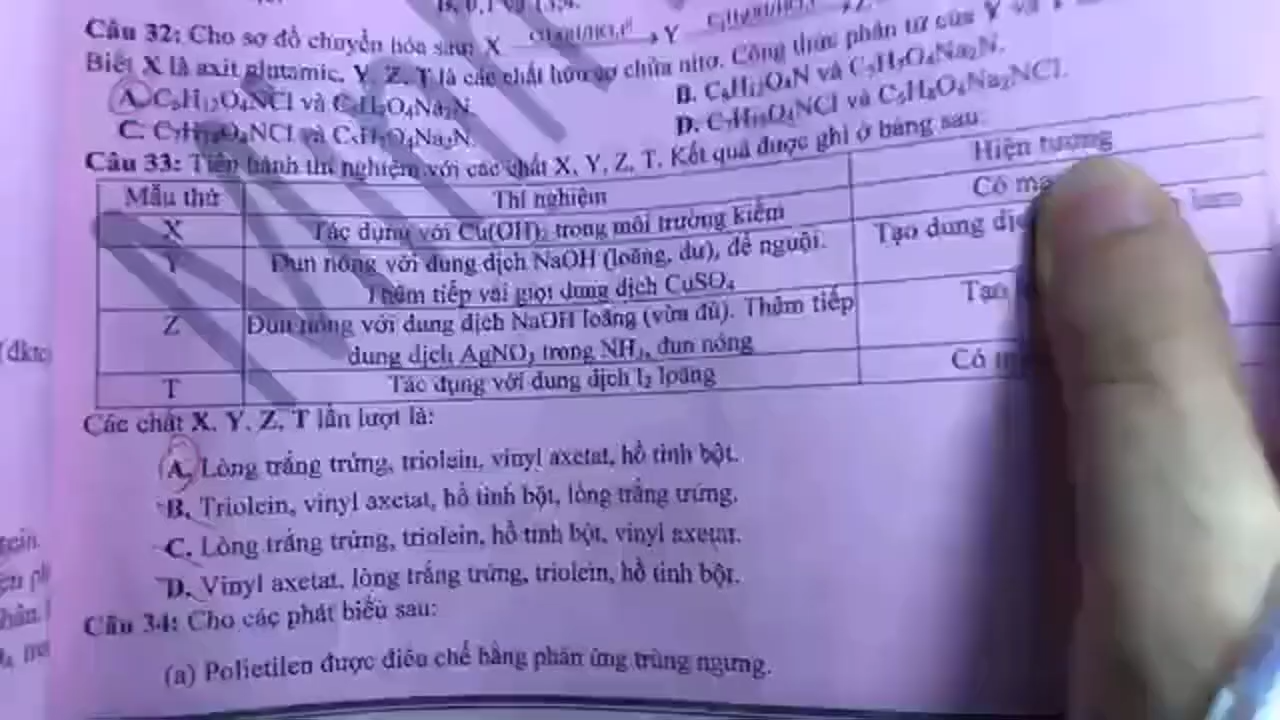 Câu 32: Cho sơ đồ chuyển hóa sau: X → Y
Biết X là axit glutamic, Y, Z, T là các chất hữu cơ chứa nitơ. Công thức phân tử của Y và
A. và
B. và C₅H₇O₄Na₂N.
C. và
D. và C₅H₈O₄Na₂NCl.
Câu 33: Tiến hành thí nghiệm với các chất X, Y, Z, T. Kết quả được ghi ở bảng sau:
Mẫu thử Thí nghiệm Hiện tượng
X Tác dụng với Cu(OH)₂ trong môi trường kiềm Có
Y Đun nóng với dung dịch NaOH (loãng, dư), để nguội. Tạo dung
Thêm tiếp vài giọt dung dịch CuSO₄
Z Đun nóng với dung dịch NaOH loãng (vừa đủ). Thêm tiếp Tạo
dung dịch AgNO₃ trong NH₃, đun nóng
T Tác dụng với dung dịch I₂ loãng Có
Các chất X, Y, Z, T lần lượt là:
A. Lòng trắng trứng, triolein, vinyl axetat, hồ tinh bột.
B. Triolein, vinyl axetat, hồ tinh bột, lòng trắng trứng.
C. Lòng trắng trứng, triolein, hồ tinh bột, vinyl axetat.
D. Vinyl axetat, lòng trắng trứng, triolein, hồ tinh bột.
Câu 34: Cho các phát biểu sau:
(a) Polietilen được điều chế bằng phản ứng trùng ngưng.